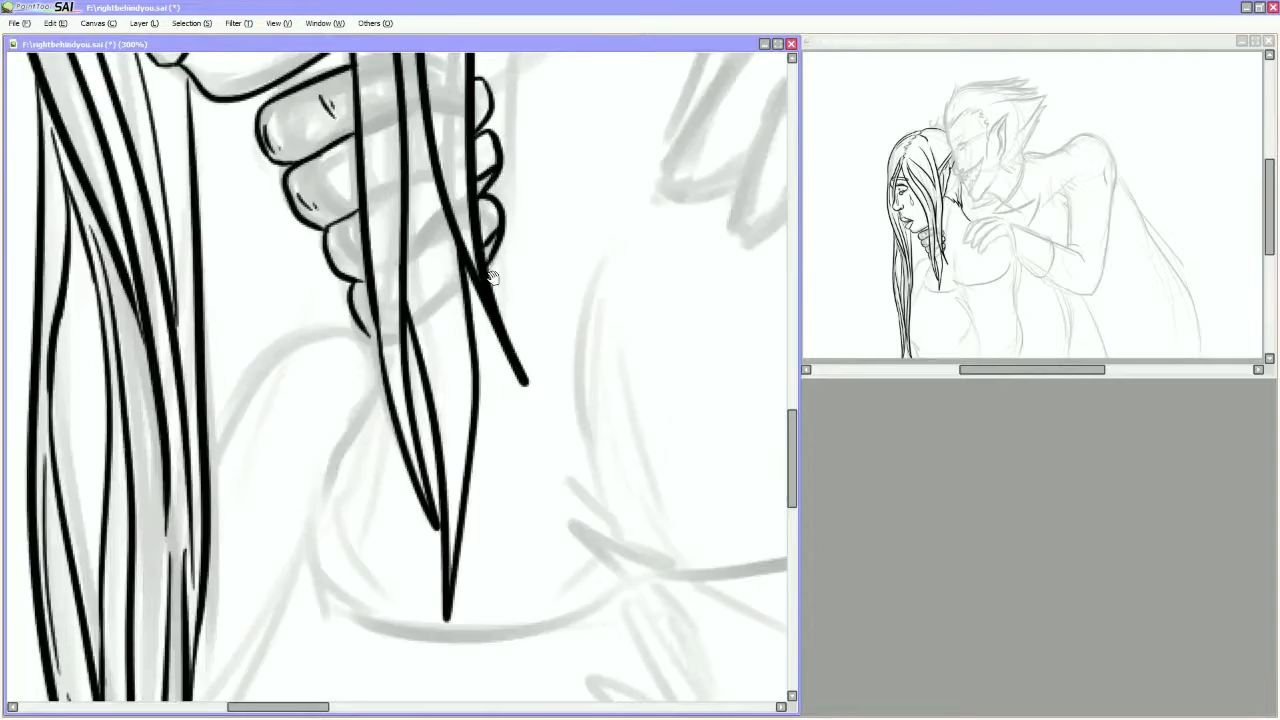 PaintTool SAI F:\rightbehindyou.sai (*)
File (F) Edit (E) Canvas (C) Layer (L) Selection (S) Filter (T) View (V) Window (W) Others (O)
F:\rightbehindyou.sai (*) (300%)